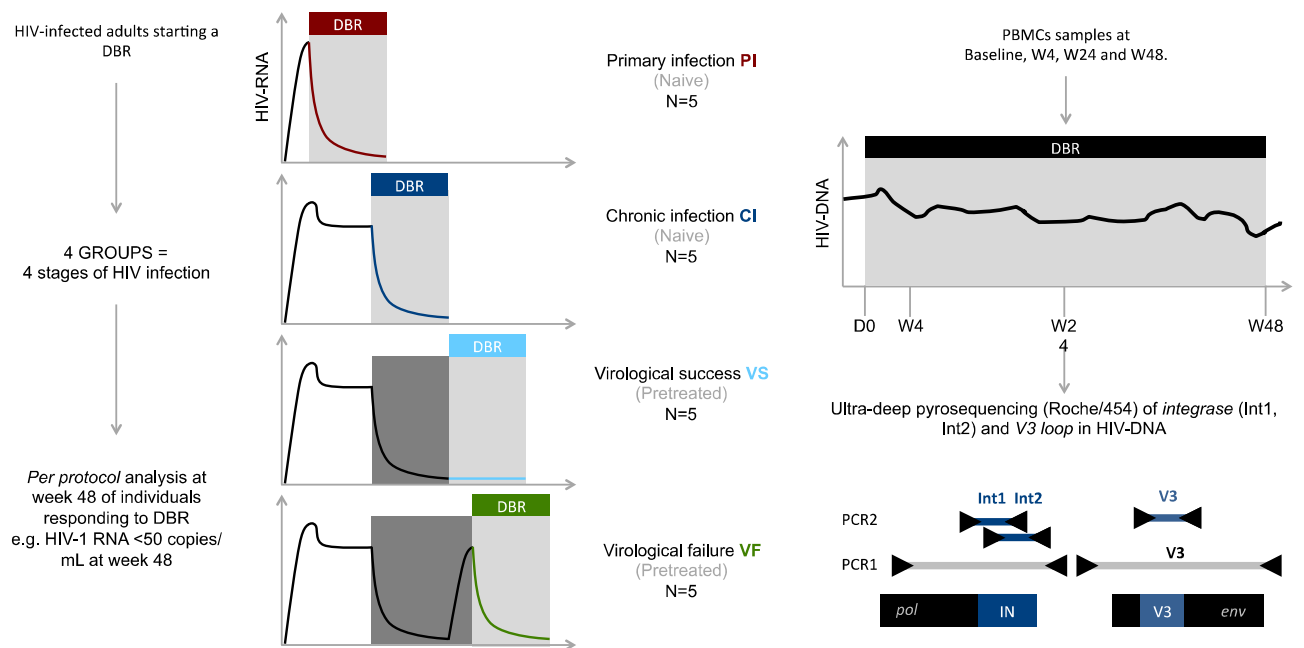 HIV-infected adults starting a
DBR
4 GROUPS =
4 stages of HIV infection
Per protocol analysis at
week 48 of individuals
responding to DBR
e.g. HIV-1 RNA <50 copies/
mL at week 48
HIV-RNA
DBR
Primary infection PI
(Naive)
N=5
DBR
Chronic infection CI
(Naive)
N=5
DBR
Virological success VS
(Pretreated)
N=5
DBR
Virological failure VF
(Pretreated)
N=5
PBMCs samples at
Baseline, W4, W24 and W48.
DBR
HIV-DNA
D0 W4 W2 W48
4
Ultra-deep pyrosequencing (Roche/454) of integrase (Int1,
Int2) and V3 loop in HIV-DNA
Int1 Int2 V3
PCR2
V3
PCR1
pol IN V3 env